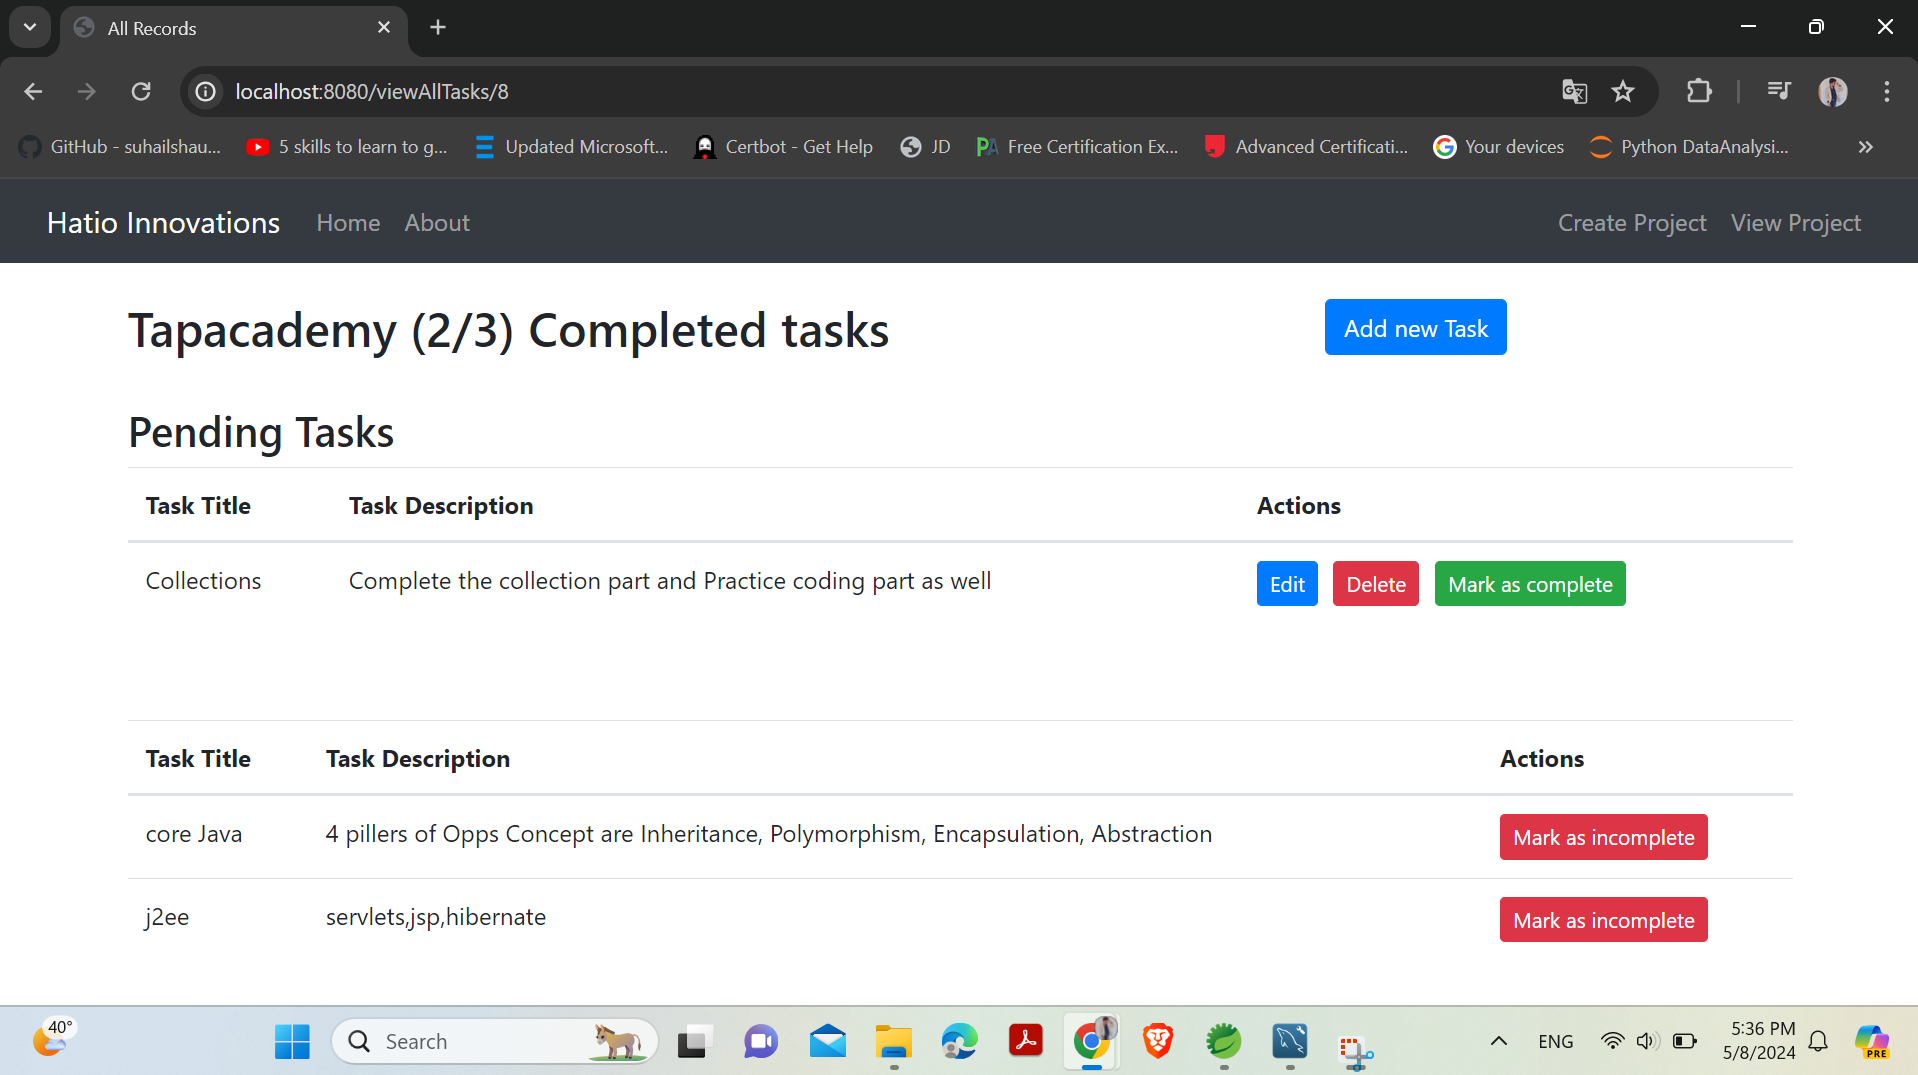 All Records
localhost:8080/viewAllTasks/8
GitHub - suhailshau... 5 skills to learn to g... Updated Microsoft... Certbot - Get Help JD PA Free Certification Ex... Advanced Certificati... G Your devices Python DataAnalysi...
Hatio Innovations Home About Create Project View Project
Tapacademy (2/3) Completed tasks Add new Task
Pending Tasks
Task Title Task Description Actions
Collections Complete the collection part and Practice coding part as well Edit Delete Mark as complete
Task Title Task Description Actions
core Java 4 pillers of Opps Concept are Inheritance, Polymorphism, Encapsulation, Abstraction Mark as incomplete
j2ee servlets,jsp,hibernate Mark as incomplete
40° Search ENG 5:36 PM
5/8/2024 PRE